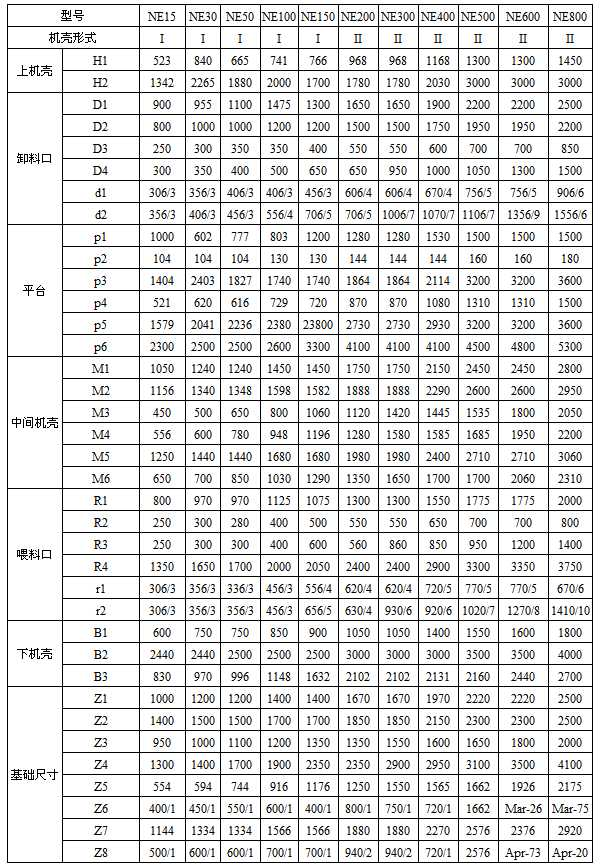 型号 NE15 NE30 NE50 NE100 NE150 NE200 NE300 NE400 NE500 NE600 NE800
机壳形式 I I I I I II II II II II II
上机壳 H1 523 840 665 741 766 968 968 1168 1300 1300 1450
H2 1342 2265 1880 2000 1700 1780 1780 2030 3000 3000 3000
卸料口 D1 900 955 1100 1475 1300 1650 1650 1900 2200 2200 2500
D2 800 1000 1000 1200 1200 1500 1500 1750 1950 1950 2200
D3 250 300 350 350 400 550 550 600 700 700 850
D4 300 350 400 500 650 650 950 1000 1050 1300 1500
d1 306/3 356/3 406/3 406/3 456/3 606/4 606/4 670/4 756/5 756/5 906/6
d2 356/3 406/3 456/3 556/4 706/5 706/5 1006/7 1070/7 1106/7 1356/9 1556/6
平台 p1 1000 602 777 803 1200 1280 1280 1530 1500 1500 1500
p2 104 104 104 130 130 144 144 144 160 160 180
p3 1404 2403 1827 1740 1740 1864 1864 2114 3200 3200 3600
p4 521 620 616 729 720 870 870 1080 1310 1310 1500
p5 1579 2041 2236 2380 23800 2730 2730 2930 3200 3200 3600
p6 2300 2500 2500 2600 3300 4100 4100 4100 4500 4800 5300
中间机壳 M1 1050 1240 1240 1450 1450 1750 1750 2150 2450 2450 2800
M2 1156 1340 1348 1598 1582 1888 1888 2290 2600 2600 2950
M3 450 500 650 800 1060 1120 1420 1445 1535 1800 2050
M4 556 600 780 948 1196 1280 1580 1585 1685 1950 2200
M5 1250 1440 1440 1680 1680 1980 1980 2400 2710 2710 3060
M6 650 700 850 1030 1290 1350 1650 1700 1700 2060 2310
喂料口 R1 800 970 970 1125 1075 1300 1300 1550 1775 1775 2000
R2 250 300 280 400 500 550 550 650 700 700 800
R3 250 300 300 400 600 560 860 850 950 1200 1400
R4 1350 1650 1700 2000 2050 2400 2400 2900 3300 3350 3750
r1 306/3 356/3 336/3 456/3 556/4 620/4 620/4 720/5 770/5 770/5 670/6
r2 306/3 356/3 356/3 456/3 656/5 630/4 930/6 920/6 1020/7 1270/8 1410/10
下机壳 B1 600 750 750 850 900 1050 1050 1400 1550 1600 1800
B2 2440 2440 2500 2500 2500 3000 3000 3000 3500 3500 4000
B3 830 970 996 1148 1632 2102 2102 2131 2160 2440 2700
基础尺寸 Z1 1000 1200 1200 1400 1400 1670 1670 1970 2220 2220 2500
Z2 1400 1500 1500 1700 1700 1850 1850 2150 2300 2300 2500
Z3 950 1000 1100 1200 1350 1350 1550 1600 1650 1800 2000
Z4 1300 1400 1700 1900 2350 2350 2900 2950 3100 3500 4100
Z5 554 594 744 916 1176 1250 1550 1565 1662 1926 2175
Z6 400/1 450/1 550/1 600/1 400/1 800/1 750/1 720/1 1662 Mar-26 Mar-75
Z7 1144 1334 1334 1566 1566 1880 1880 2270 2576 2376 2920
Z8 500/1 600/1 600/1 700/1 700/1 940/2 940/2 720/1 2576 Apr-73 Apr-20